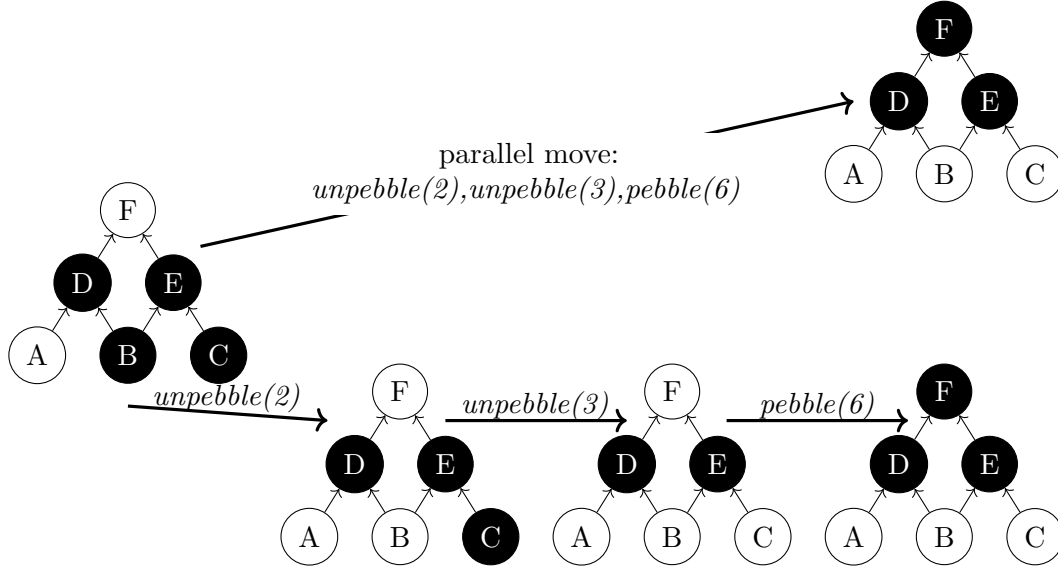 F
D E
A B C
parallel move:
unpebble(2),unpebble(3),pebble(6)
F
D E
A B C
unpebble(2)
F
D E
A B C
unpebble(3)
F
D E
A B C
pebble(6)
F
D E
A B C